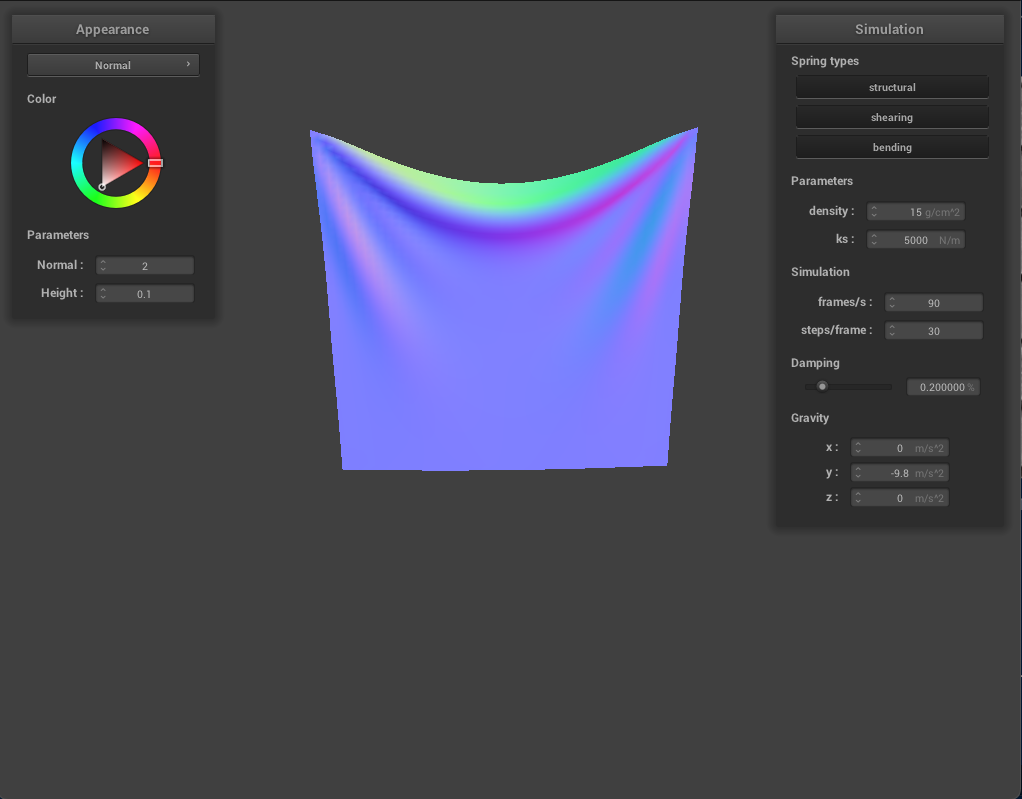 Appearance
Normal ›
Color
Parameters
Normal : 2
Height : 0.1
Simulation
Spring types
structural
shearing
bending
Parameters
density : 15 g/cm^2
ks : 5000 N/m
Simulation
frames/s : 90
steps/frame : 30
Damping
0.200000 %
Gravity
x : 0 m/s^2
y : -9.8 m/s^2
z : 0 m/s^2